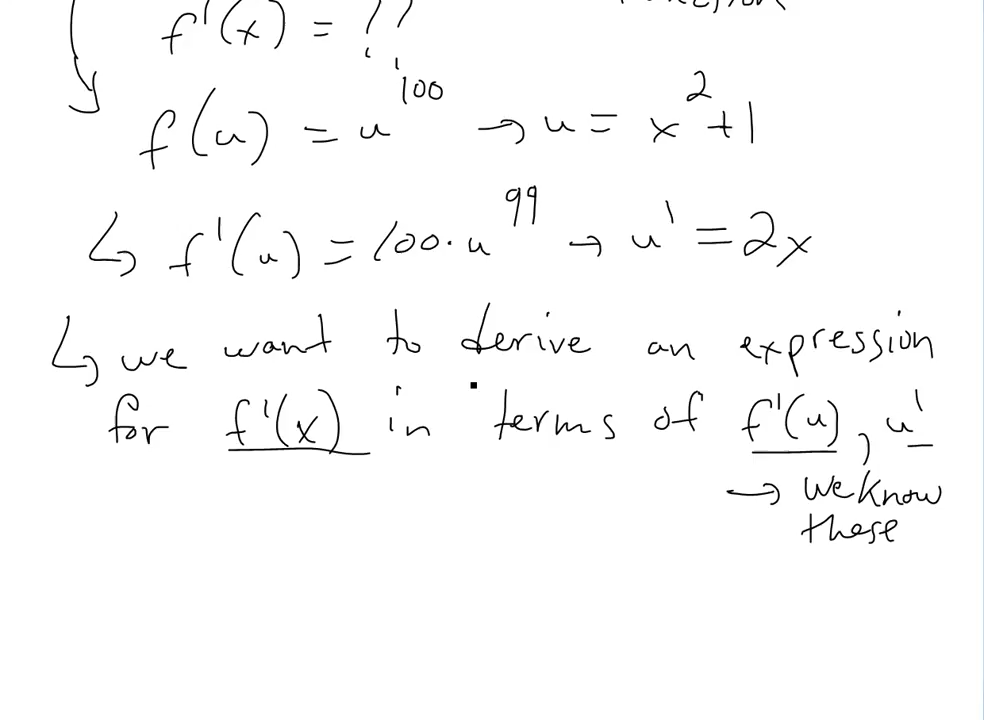 f'(x) = ??
f(u) = u^100 → u = x^2 + 1
↳ f'(u) = 100·u^99 → u' = 2x
↳ we want to derive an expression
for f'(x) in terms of f'(u), u'
→ we know
these